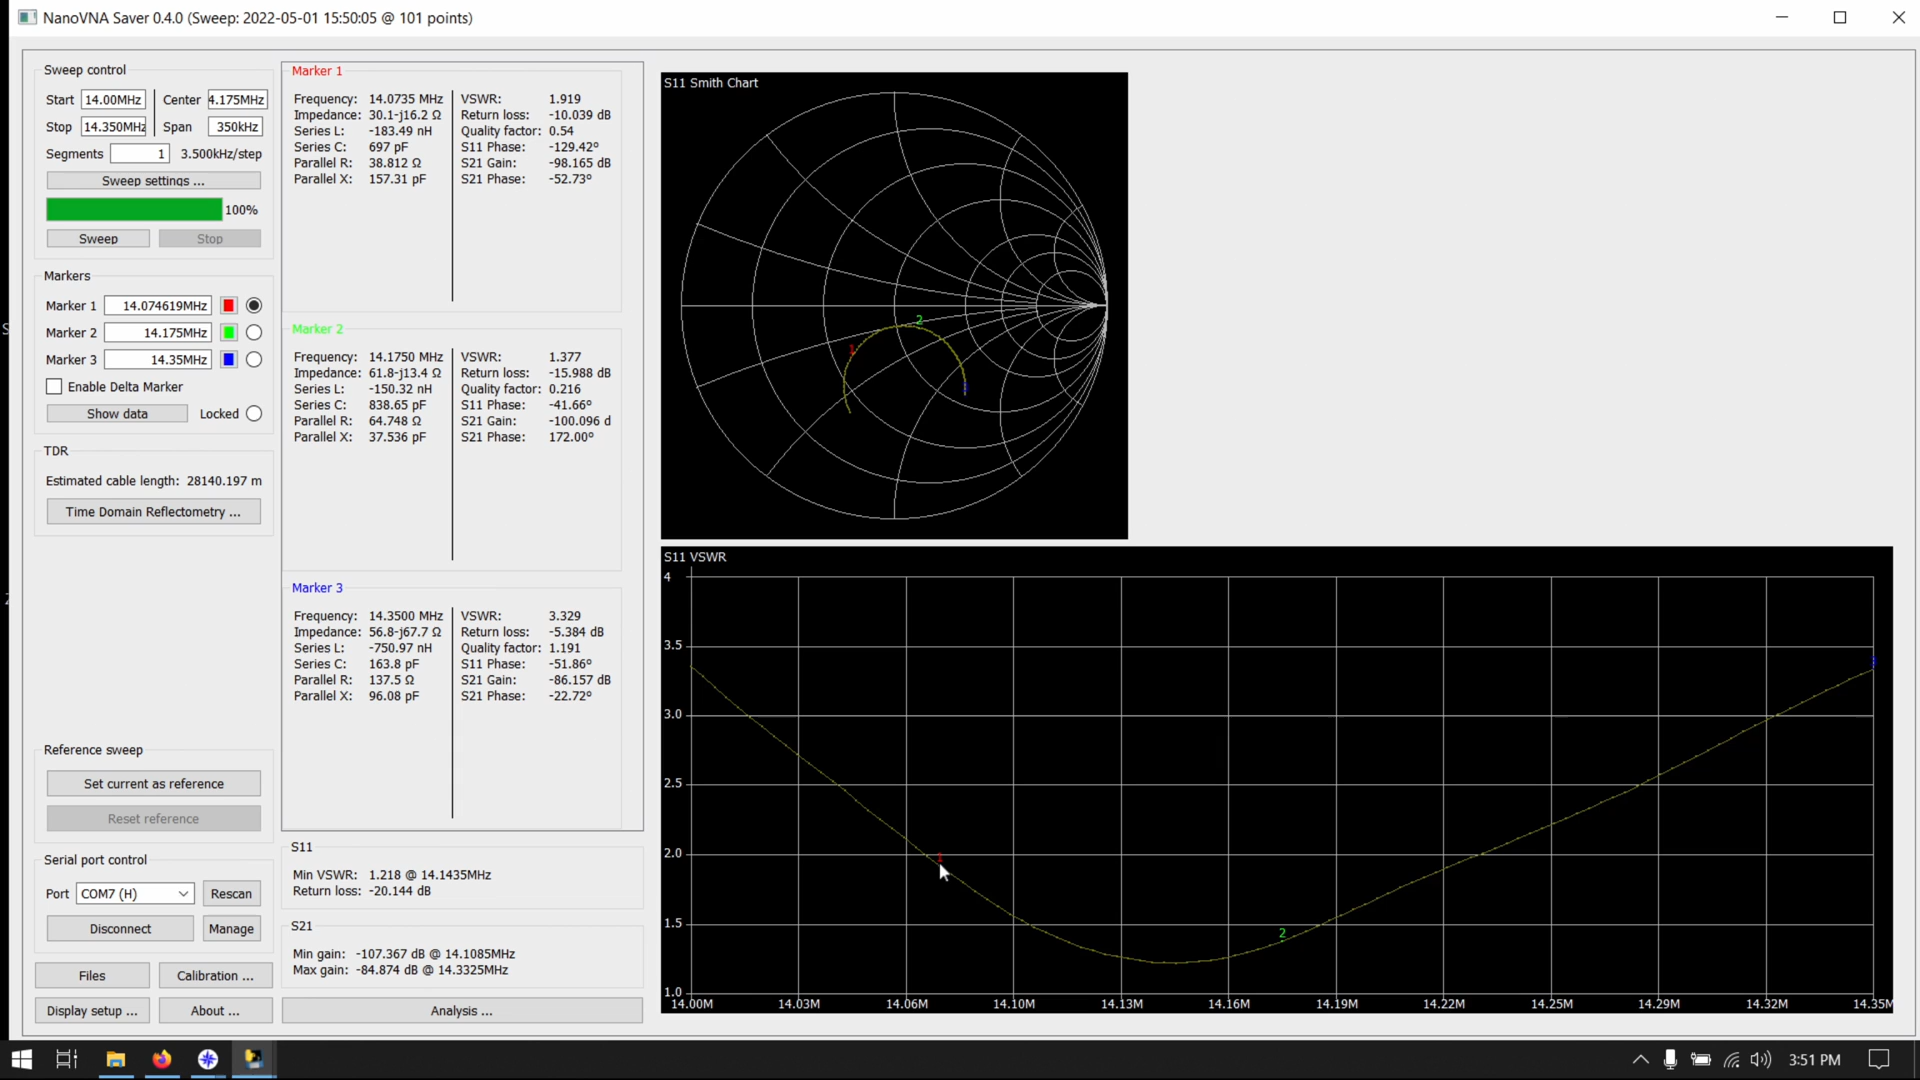 NanoVNA Saver 0.4.0 (Sweep: 2022-05-01 15:50:05 @ 101 points)
Sweep control
Start 14.00MHz Center 4.175MHz
Stop 14.350MHz Span 350kHz
Segments 1 3.500kHz/step
Sweep settings ...
100%
Sweep Stop
Markers
Marker 1 14.074619MHz
Marker 2 14.175MHz
Marker 3 14.35MHz
Enable Delta Marker
Show data Locked
TDR
Estimated cable length: 28140.197 m
Time Domain Reflectometry ...
Reference sweep
Set current as reference
Reset reference
Serial port control
Port COM7 (H) Rescan
Disconnect Manage
Files Calibration ...
Display setup ... About ...
Marker 1
Frequency: 14.0735 MHz VSWR: 1.919
Impedance: 30.1-j16.2 Ω Return loss: -10.039 dB
Series L: -183.49 nH Quality factor: 0.54
Series C: 697 pF S11 Phase: -129.42°
Parallel R: 38.812 Ω S21 Gain: -98.165 dB
Parallel X: 157.31 pF S21 Phase: -52.73°
Marker 2
Frequency: 14.1750 MHz VSWR: 1.377
Impedance: 61.8-j13.4 Ω Return loss: -15.988 dB
Series L: -150.32 nH Quality factor: 0.216
Series C: 838.65 pF S11 Phase: -41.66°
Parallel R: 64.748 Ω S21 Gain: -100.096 d
Parallel X: 37.536 pF S21 Phase: 172.00°
Marker 3
Frequency: 14.3500 MHz VSWR: 3.329
Impedance: 56.8-j67.7 Ω Return loss: -5.384 dB
Series L: -750.97 nH Quality factor: 1.191
Series C: 163.8 pF S11 Phase: -51.86°
Parallel R: 137.5 Ω S21 Gain: -86.157 dB
Parallel X: 96.08 pF S21 Phase: -22.72°
S11
Min VSWR: 1.218 @ 14.1435MHz
Return loss: -20.144 dB
S21
Min gain: -107.367 dB @ 14.1085MHz
Max gain: -84.874 dB @ 14.3325MHz
Analysis ...
S11 Smith Chart
2
1
S11 VSWR
4
3.5
3.0
2.5
2.0
1.5
1.0
1
2
14.00M 14.03M 14.06M 14.10M 14.13M 14.16M 14.19M 14.22M 14.25M 14.29M 14.32M 14.35M
3:51 PM